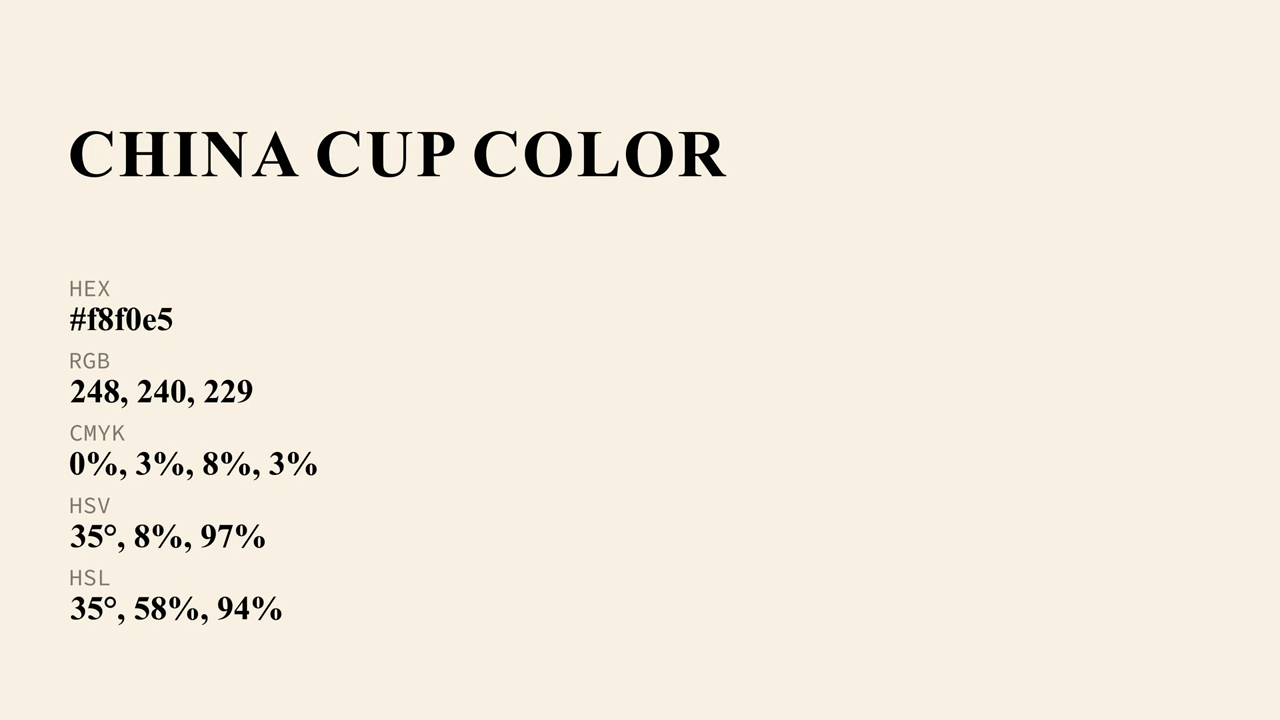 CHINA CUP COLOR
HEX
#f8f0e5
RGB
248, 240, 229
CMYK
0%, 3%, 8%, 3%
HSV
35°, 8%, 97%
HSL
35°, 58%, 94%